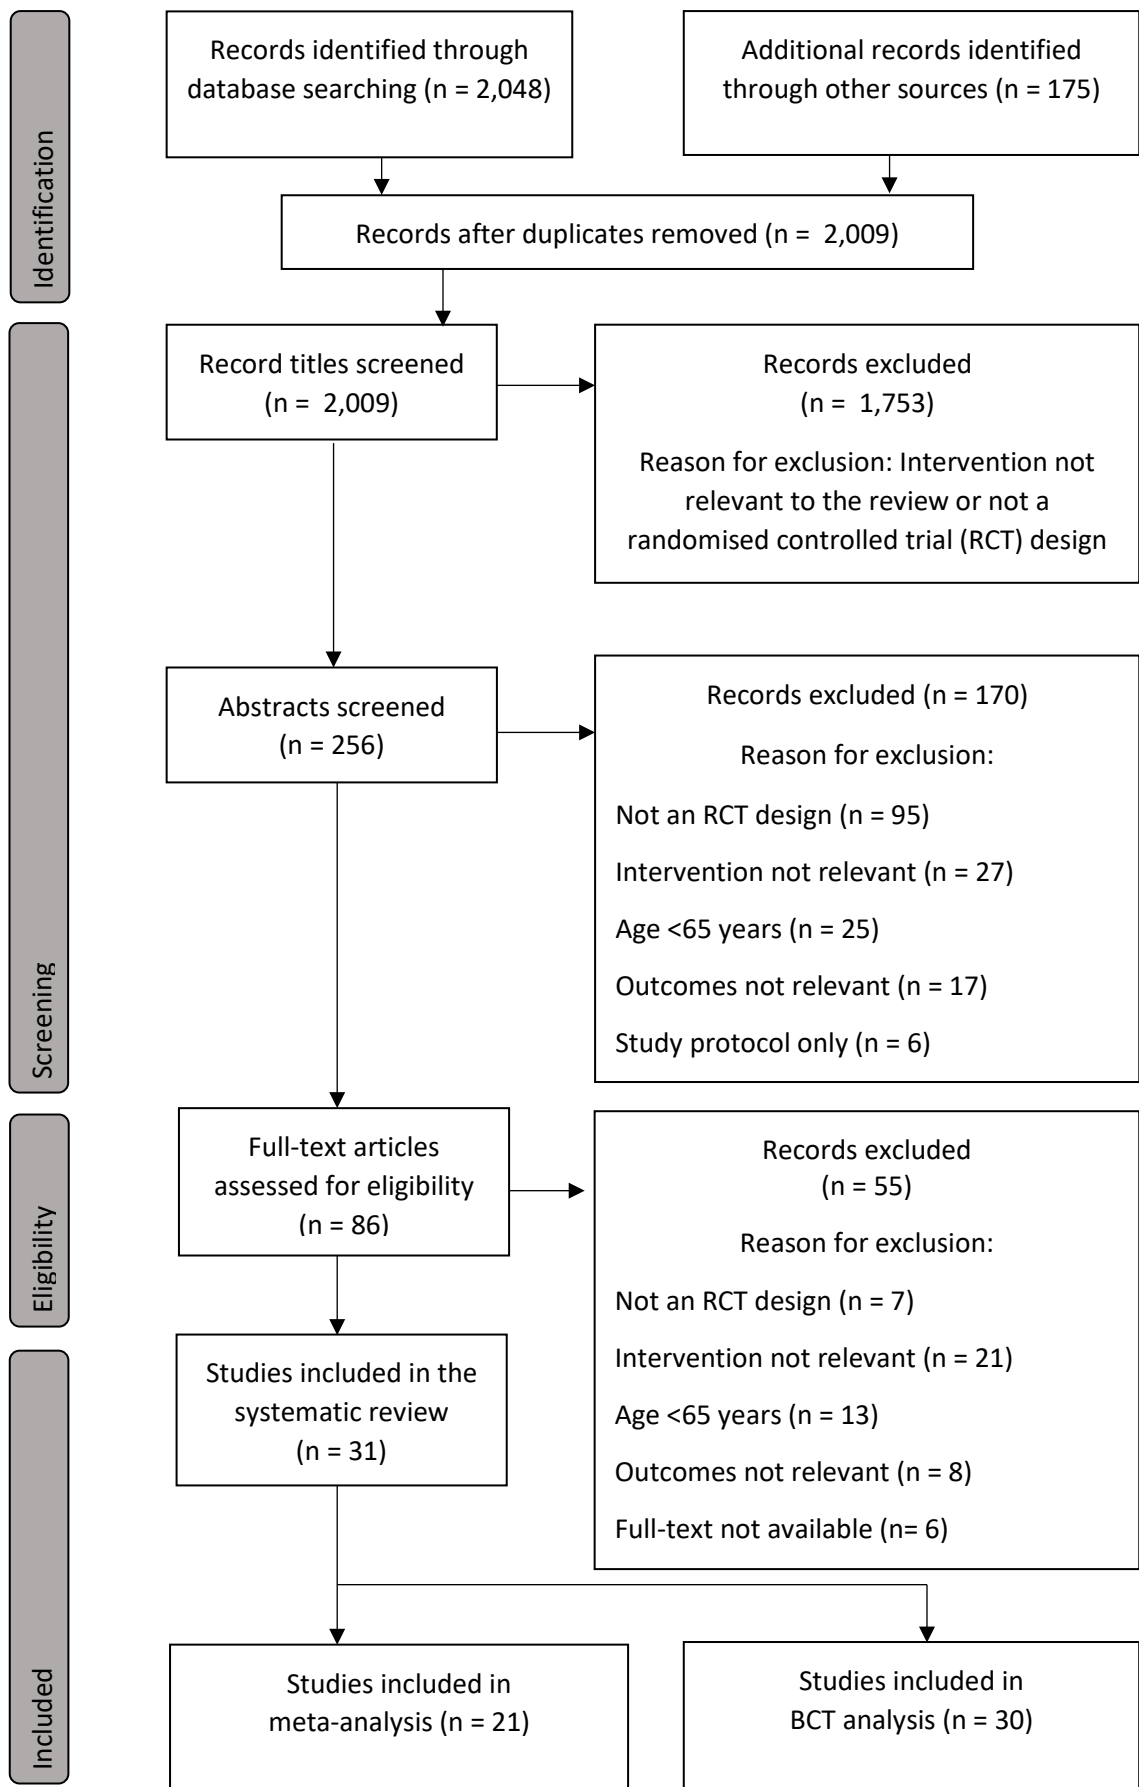 Identification
Records identified through
database searching (n = 2,048)
Additional records identified
through other sources (n = 175)
Records after duplicates removed (n = 2,009)
Screening
Record titles screened
(n = 2,009)
Records excluded
(n = 1,753)
Reason for exclusion: Intervention not
relevant to the review or not a
randomised controlled trial (RCT) design
Abstracts screened
(n = 256)
Records excluded (n = 170)
Reason for exclusion:
Not an RCT design (n = 95)
Intervention not relevant (n = 27)
Age <65 years (n = 25)
Outcomes not relevant (n = 17)
Study protocol only (n = 6)
Eligibility
Full-text articles
assessed for eligibility
(n = 86)
Records excluded
(n = 55)
Reason for exclusion:
Not an RCT design (n = 7)
Intervention not relevant (n = 21)
Age <65 years (n = 13)
Outcomes not relevant (n = 8)
Full-text not available (n= 6)
Included
Studies included in the
systematic review
(n = 31)
Studies included in
meta-analysis (n = 21)
Studies included in
BCT analysis (n = 30)